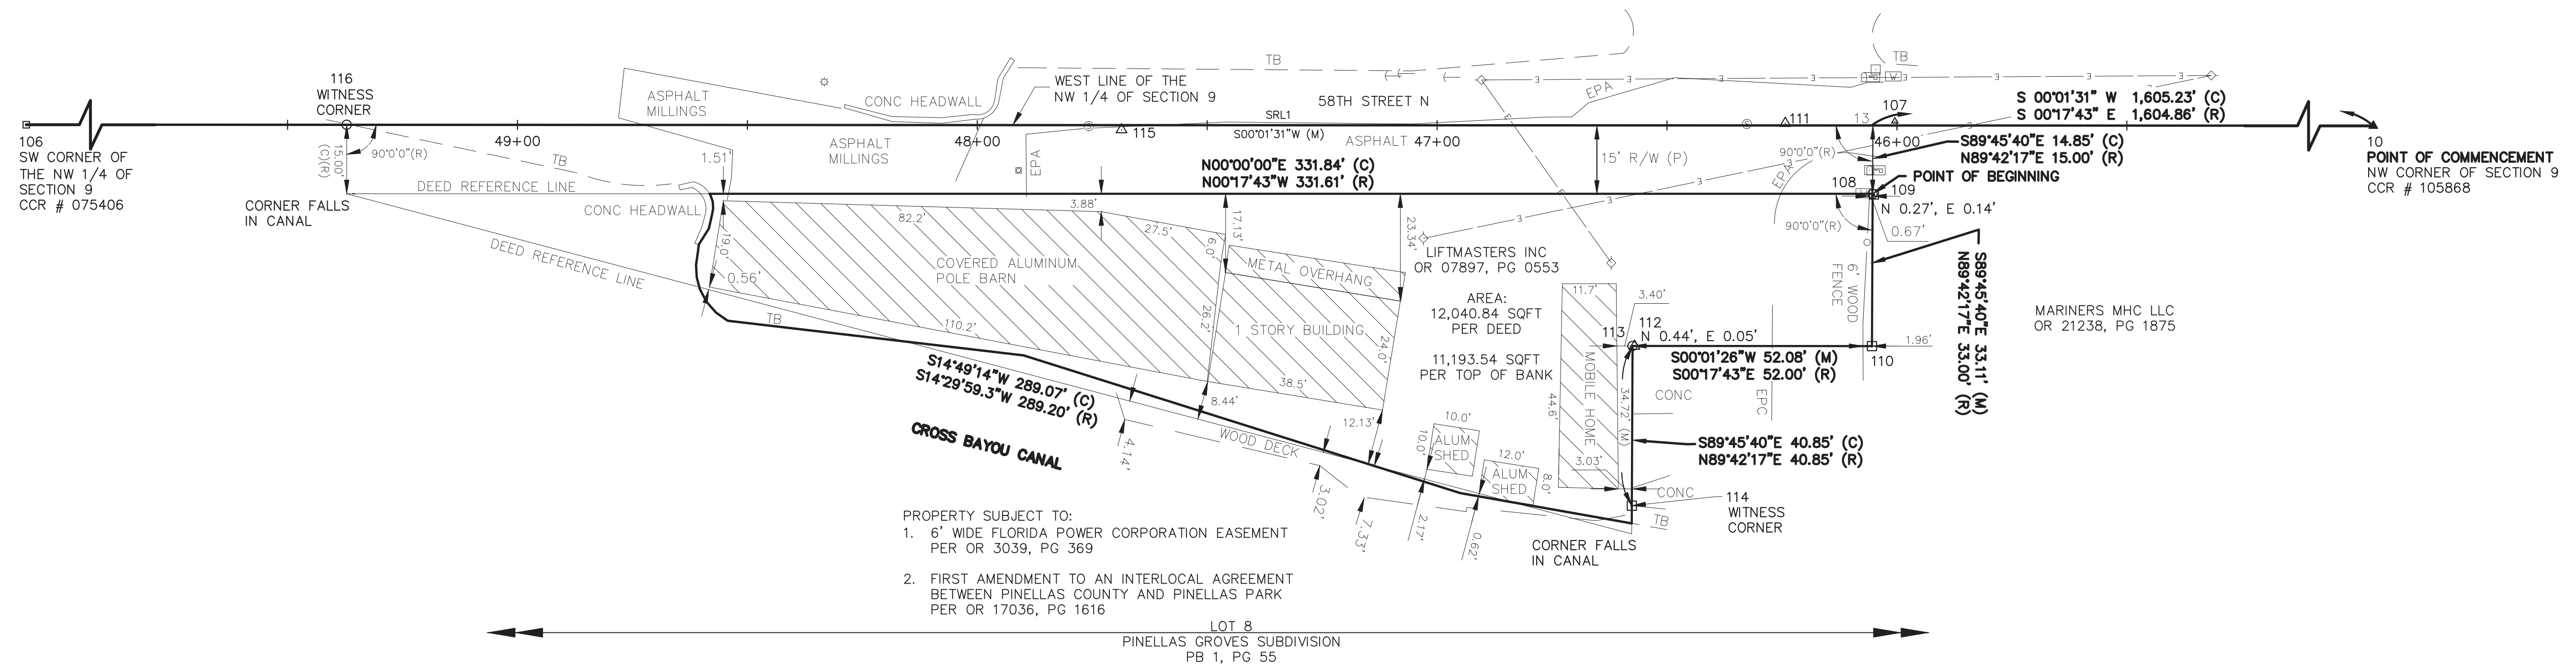 116
WITNESS
CORNER
ASPHALT
MILLINGS
CONC HEADWALL
TB
WEST LINE OF THE
NW 1/4 OF SECTION 9
58TH STREET N
EPA
E
E
E
E
E
TB
W
107
S 00°01'31" W 1,605.23' (C)
S 00°17'43" E 1,604.86' (R)
106
SW CORNER OF
THE NW 1/4 OF
SECTION 9
CCR # 075406
15.00'
(C)(R)
90°0'0"(R)
49+00
TB
ASPHALT
MILLINGS
48+00
EPA
115
SRL1
S00°01'31"W (M)
ASPHALT
47+00
111
13
46+00
10
POINT OF COMMENCEMENT
NW CORNER OF SECTION 9
CCR # 105868
S89°45'40"E 14.85' (C)
N89°42'17"E 15.00' (R)
90°0'0"(R)
15' R/W (P)
EPA
POINT OF BEGINNING
108
109
N 0.27', E 0.14'
90°0'0"(R)
0.67'
DEED REFERENCE LINE
CORNER FALLS
IN CANAL
CONC HEADWALL
1.51'
N00°00'00"E 331.84' (C)
N00°17'43"W 331.61' (R)
82.2'
3.88'
27.5'
17.13'
23.34'
6.0'
19.0'
0.56'
DEED REFERENCE LINE
COVERED ALUMINUM
POLE BARN
METAL OVERHANG
E
E
E
E
LIFTMASTERS INC
OR 07897, PG 0553
AREA:
12,040.84 SQFT
PER DEED
11,193.54 SQFT
PER TOP OF BANK
TB
110.2'
26.2'
1 STORY BUILDING
24.0'
38.5'
11.7'
3.40'
MOBILE HOME
44.6'
34.72' (M)
3.03'
113
112
N 0.44', E 0.05'
S00°01'26"W 52.08' (M)
S00°17'43"E 52.00' (R)
6' WOOD
FENCE
110
1.96'
S89°45'40"E 33.11' (M)
N89°42'17"E 33.00' (R)
MARINERS MHC LLC
OR 21238, PG 1875
CONC
EPC
S14°49'14"W 289.07' (C)
S14°29'59.3"W 289.20' (R)
8.44'
12.13'
CROSS BAYOU CANAL
4.14'
WOOD DECK
3.02'
7.33'
10.0'
10.0'
ALUM
SHED
12.0'
8.0'
ALUM
SHED
2.17'
0.62'
S89°45'40"E 40.85' (C)
N89°42'17"E 40.85' (R)
CONC
114
WITNESS
CORNER
TB
CORNER FALLS
IN CANAL
PROPERTY SUBJECT TO:
1. 6' WIDE FLORIDA POWER CORPORATION EASEMENT
PER OR 3039, PG 369
2. FIRST AMENDMENT TO AN INTERLOCAL AGREEMENT
BETWEEN PINELLAS COUNTY AND PINELLAS PARK
PER OR 17036, PG 1616
LOT 8
PINELLAS GROVES SUBDIVISION
PB 1, PG 55